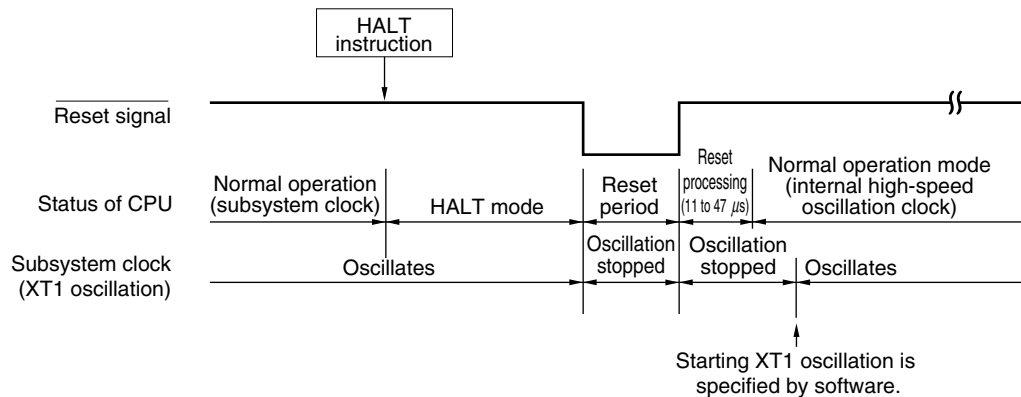 HALT
instruction
Reset signal
Status of CPU
Normal operation
(subsystem clock)
HALT mode
Reset
period
Reset
processing
(11 to 47 μs)
Normal operation mode
(internal high-speed
oscillation clock)
Subsystem clock
(XT1 oscillation)
Oscillates
Oscillation
stopped
Oscillation
stopped
Oscillates
Starting XT1 oscillation is
specified by software.